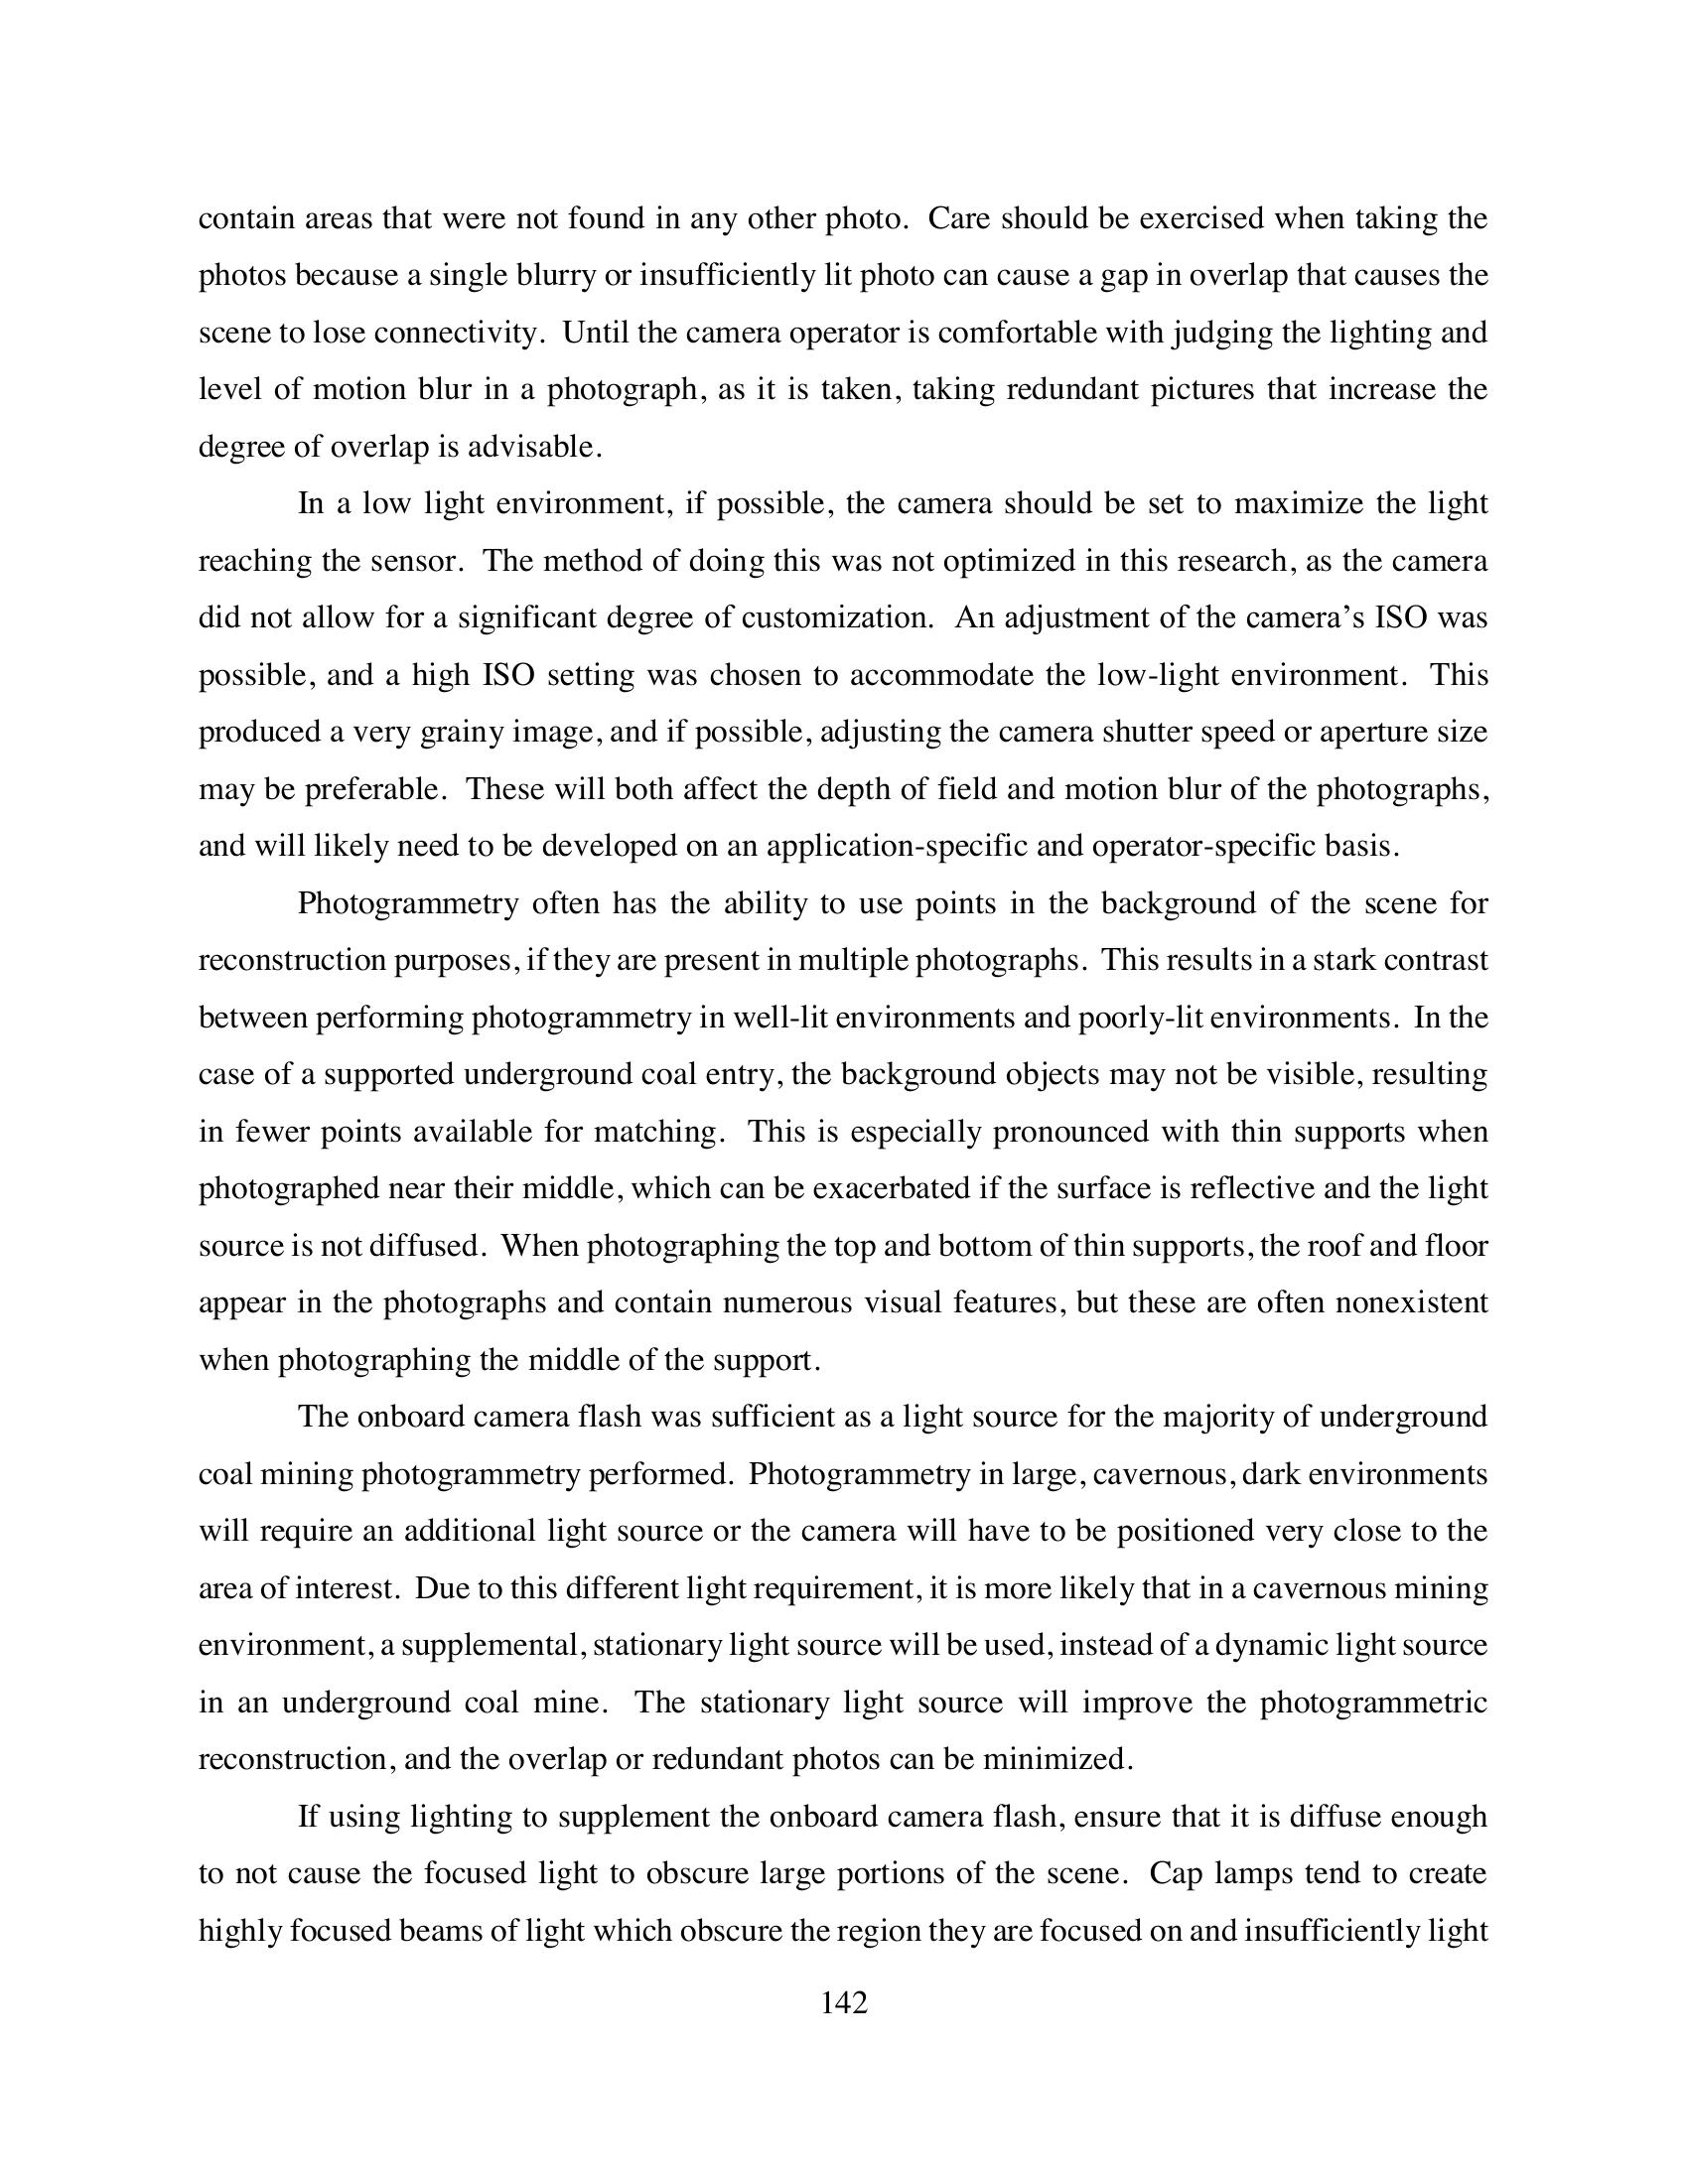 contain areas that were not found in any other photo.  Care should be exercised when taking the
photos because a single blurry or insufficiently lit photo can cause a gap in overlap that causes the
scene to lose connectivity.  Until the camera operator is comfortable with judging the lighting and
level of motion blur in a photograph, as it is taken, taking redundant pictures that increase the
degree of overlap is advisable.
In a low light environment, if possible, the camera should be set to maximize the light
reaching the sensor.  The method of doing this was not optimized in this research, as the camera
did not allow for a significant degree of customization.  An adjustment of the camera’s ISO was
possible, and a high ISO setting was chosen to accommodate the low-light environment.  This
produced a very grainy image, and if possible, adjusting the camera shutter speed or aperture size
may be preferable.  These will both affect the depth of field and motion blur of the photographs,
and will likely need to be developed on an application-specific and operator-specific basis.
Photogrammetry often has the ability to use points in the background of the scene for
reconstruction purposes, if they are present in multiple photographs.  This results in a stark contrast
between performing photogrammetry in well-lit environments and poorly-lit environments.  In the
case of a supported underground coal entry, the background objects may not be visible, resulting
in fewer points available for matching.  This is especially pronounced with thin supports when
photographed near their middle, which can be exacerbated if the surface is reflective and the light
source is not diffused.  When photographing the top and bottom of thin supports, the roof and floor
appear in the photographs and contain numerous visual features, but these are often nonexistent
when photographing the middle of the support.
The onboard camera flash was sufficient as a light source for the majority of underground
coal mining photogrammetry performed.  Photogrammetry in large, cavernous, dark environments
will require an additional light source or the camera will have to be positioned very close to the
area of interest.  Due to this different light requirement, it is more likely that in a cavernous mining
environment, a supplemental, stationary light source will be used, instead of a dynamic light source
in an underground coal mine.  The stationary light source will improve the photogrammetric
reconstruction, and the overlap or redundant photos can be minimized.
If using lighting to supplement the onboard camera flash, ensure that it is diffuse enough
to not cause the focused light to obscure large portions of the scene.  Cap lamps tend to create
highly focused beams of light which obscure the region they are focused on and insufficiently light
142